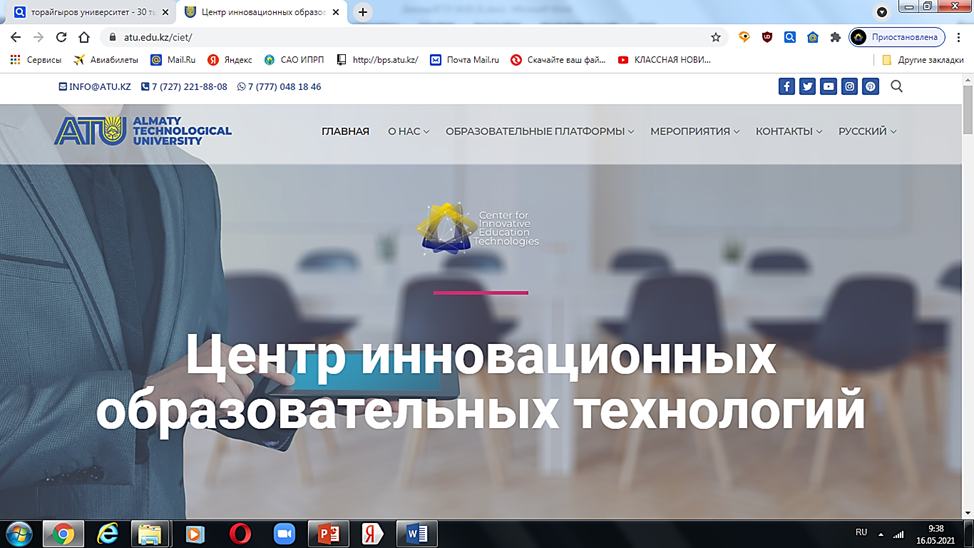 торайгыров университет - 30 ты
Центр инновационных образов
atu.edu.kz/ciet/
Приостановлена
Сервисы
Авиабилеты
Mail.Ru
Яндекс
САО ИПРП
http://bps.atu.kz/
Почта Mail.ru
Скачайте ваш фай...
КЛАССНАЯ НОВИ...
Другие закладки
INFO@ATU.KZ
7 (727) 221-88-08
7 (777) 048 18 46
ATU
ALMATY
TECHNOLOGICAL
UNIVERSITY
ГЛАВНАЯ
О НАС
ОБРАЗОВАТЕЛЬНЫЕ ПЛАТФОРМЫ
МЕРОПРИЯТИЯ
КОНТАКТЫ
РУССКИЙ
Center for
Innovative
Education
Technologies
Центр инновационных
образовательных технологий
RU
9:38
16.05.2021